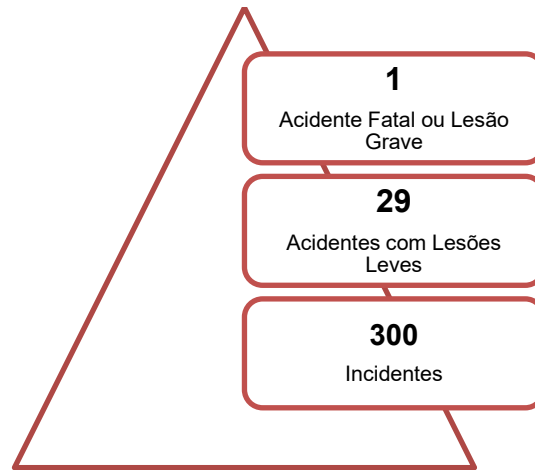 1
Acidente Fatal ou Lesão
Grave
29
Acidentes com Lesões
Leves
300
Incidentes